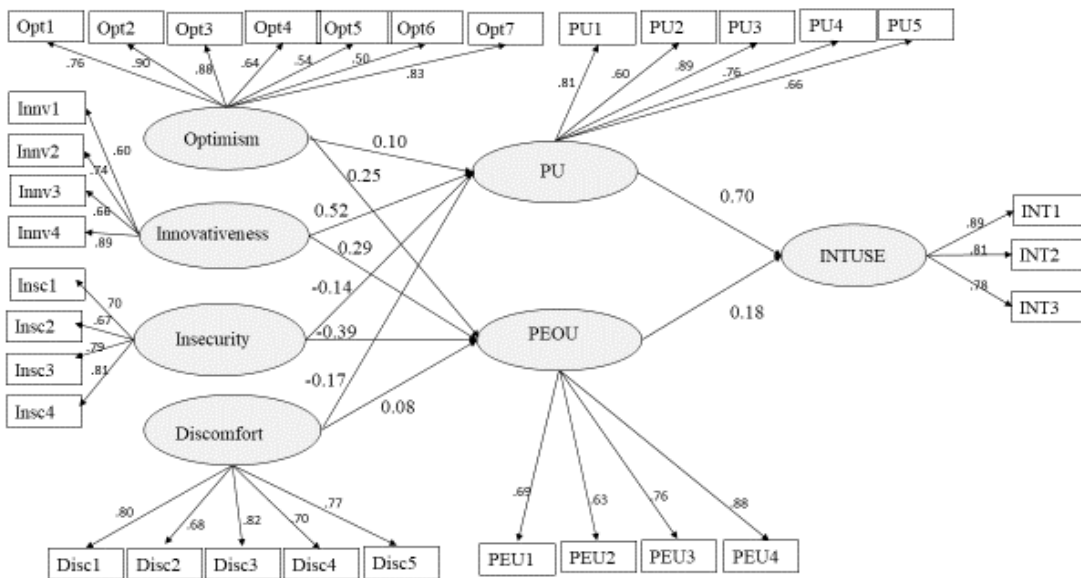 Opt1 Opt2 Opt3 Opt4 Opt5 Opt6 Opt7 PU1 PU2 PU3 PU4 PU5
.76 .90 .88 .64 .54 .50 .83 .81 .60 .89 .76 .66
Innv1
Innv2
Innv3
Innv4
.60
.74
.68
.89
Optimism
Innovativeness
Insecurity
Discomfort
0.10
0.25
0.52
0.29
-0.14
-0.39
-0.17
0.08
PU
PEOU
0.70
0.18
INTUSE
.89
.81
.78
INT1
INT2
INT3
Insc1
Insc2
Insc3
Insc4
.70
.67
.79
.81
.80 .68 .82 .70 .77
Disc1 Disc2 Disc3 Disc4 Disc5
.69 .63 .76 .88
PEU1 PEU2 PEU3 PEU4